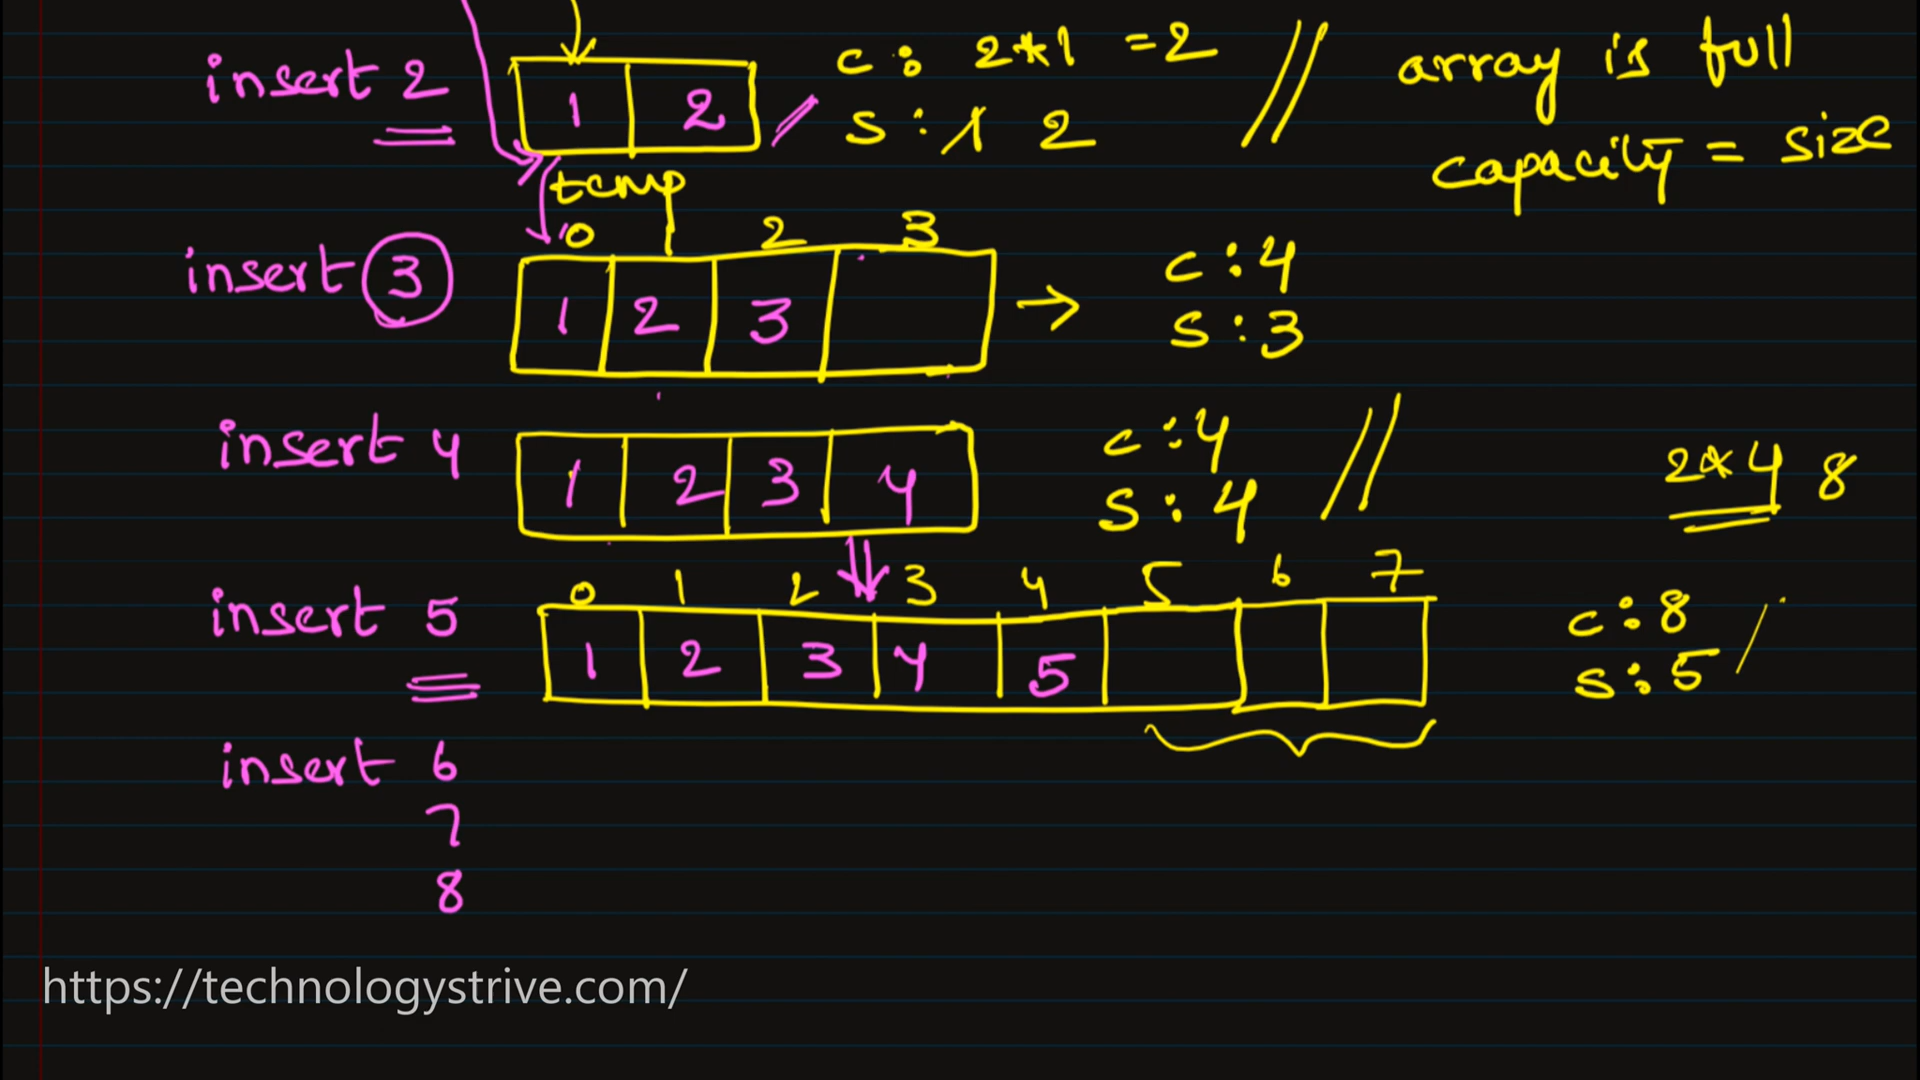 insert 2
1 2
c: 2*1 =2
s: 1 2
array is full
capacity = size
temp
0 1 2 3
insert 3
1 2 3
c:4
s:3
insert 4
1 2 3 4
c:4
s:4
2*4 8
0 1 2 3 4 5 6 7
insert 5
1 2 3 4 5
c:8
s:5
insert 6
7
8
https://technologystrive.com/